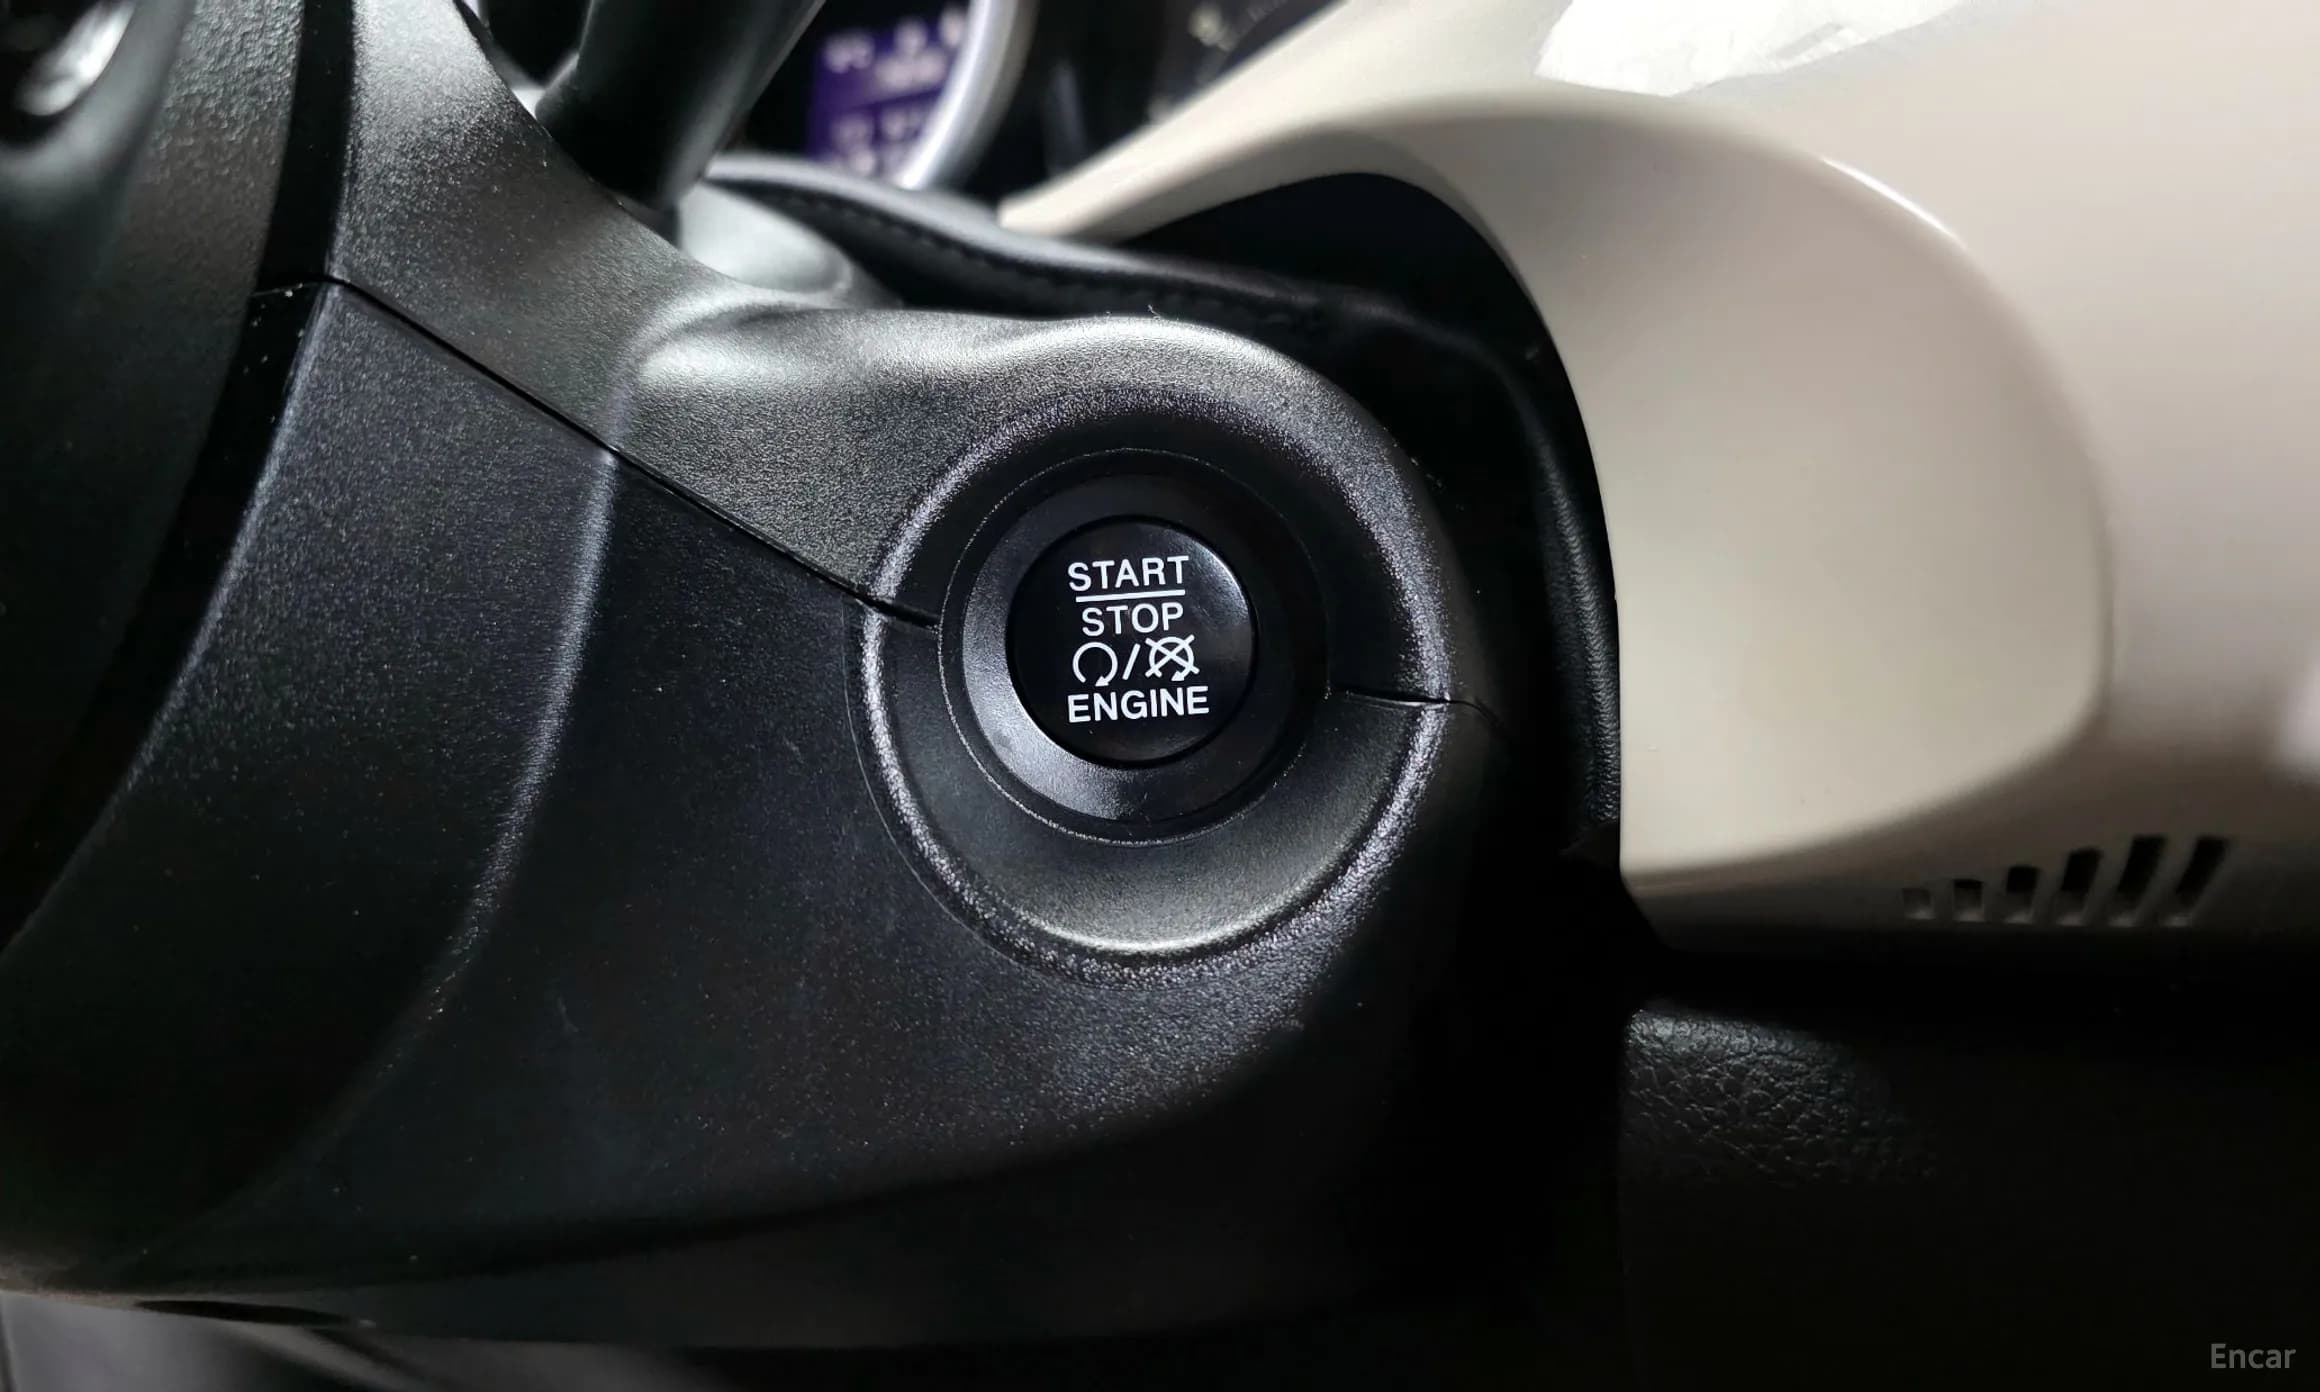 START
STOP
/
ENGINE
Encar